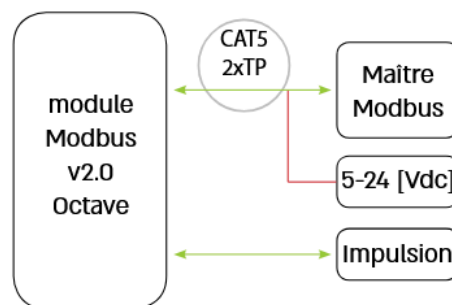 CAT5
2xTP
module
Modbus
v2.0
Octave
Maître
Modbus
5-24 [Vdc]
Impulsion